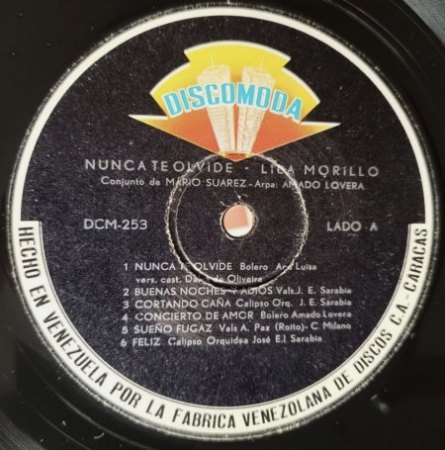 DISCOMODA
NUNCA TE OLVIDE - LILA MORILLO
Conjunto de MARIO SUAREZ - Arpa: AMADO LOVERA
DCM-253 LADO A
1 NUNCA TE OLVIDE Bolero Ana Luisa
vers. cast. Dalva de Oliveira
2 BUENAS NOCHES Y ADIOS Vals J. E. Sarabia
3 CORTANDO CAÑA Calipso Orq. J. E. Sarabia
4 CONCIERTO DE AMOR Bolero Amado Lovera
5 SUEÑO FUGAZ Vals A. Pax (Rolto)- C Milano
6 FELIZ Calipso Orquidea José E.l Sarabia
HECHO EN VENEZUELA POR LA FABRICA VENEZOLANA DE DISCOS C.A.-CARACAS